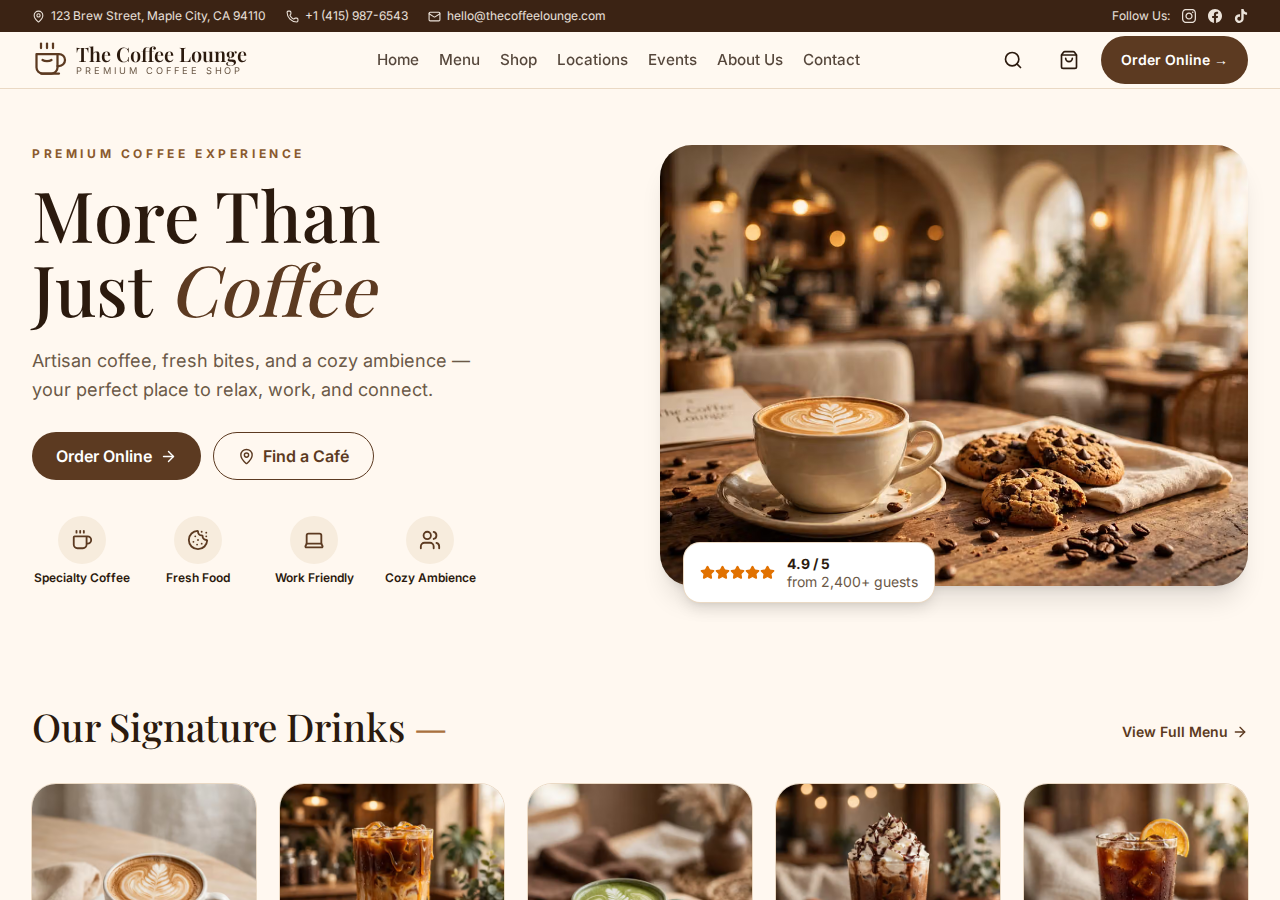 123 Brew Street, Maple City, CA 94110
+1 (415) 987-6543
hello@thecoffeelounge.com
Follow Us:
The Coffee Lounge
PREMIUM COFFEE SHOP
Home
Menu
Shop
Locations
Events
About Us
Contact
Order Online →
PREMIUM COFFEE EXPERIENCE
More Than
Just Coffee
Artisan coffee, fresh bites, and a cozy ambience —
your perfect place to relax, work, and connect.
Order Online →
Find a Café
Specialty Coffee
Fresh Food
Work Friendly
Cozy Ambience
The Coffee
Lounge
4.9 / 5
from 2,400+ guests
Our Signature Drinks —
View Full Menu →